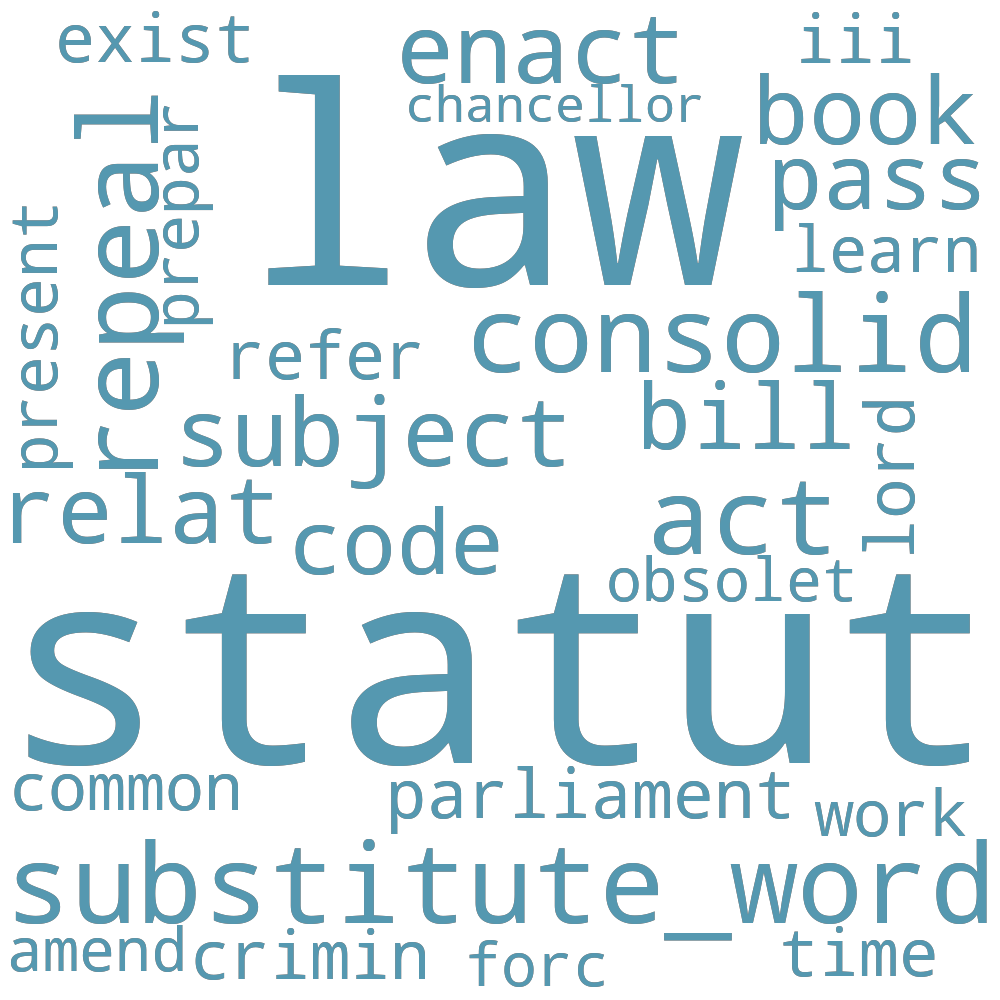 exist
enact
iii
chancellor
book
law
pass
repeal
prepar
learn
present
consolid
refer
bill
subject
lord
relat
act
code
obsolet
statut
common
parliament
work
substitute_word
amend
crimin
forc
time